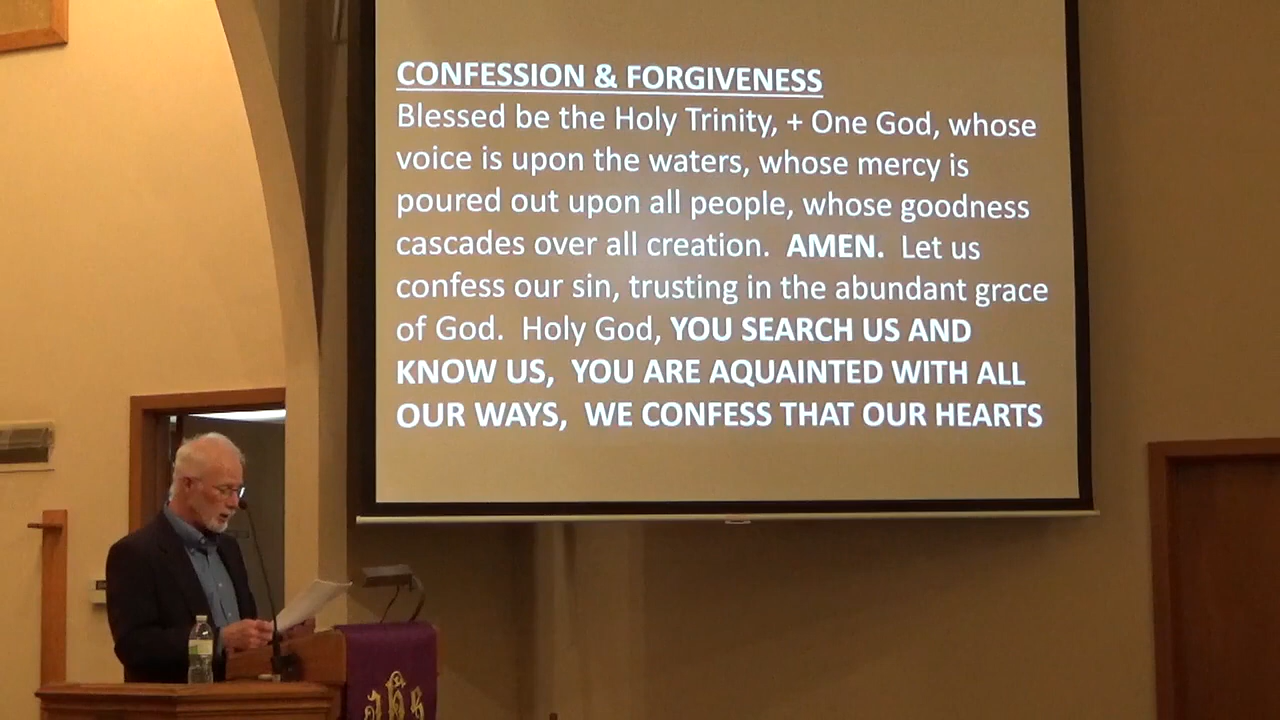 CONFESSION & FORGIVENESS
Blessed be the Holy Trinity, + One God, whose
voice is upon the waters, whose mercy is
poured out upon all people, whose goodness
cascades over all creation.  AMEN.  Let us
confess our sin, trusting in the abundant grace
of God.  Holy God, YOU SEARCH US AND
KNOW US,  YOU ARE AQUAINTED WITH ALL
OUR WAYS,  WE CONFESS THAT OUR HEARTS